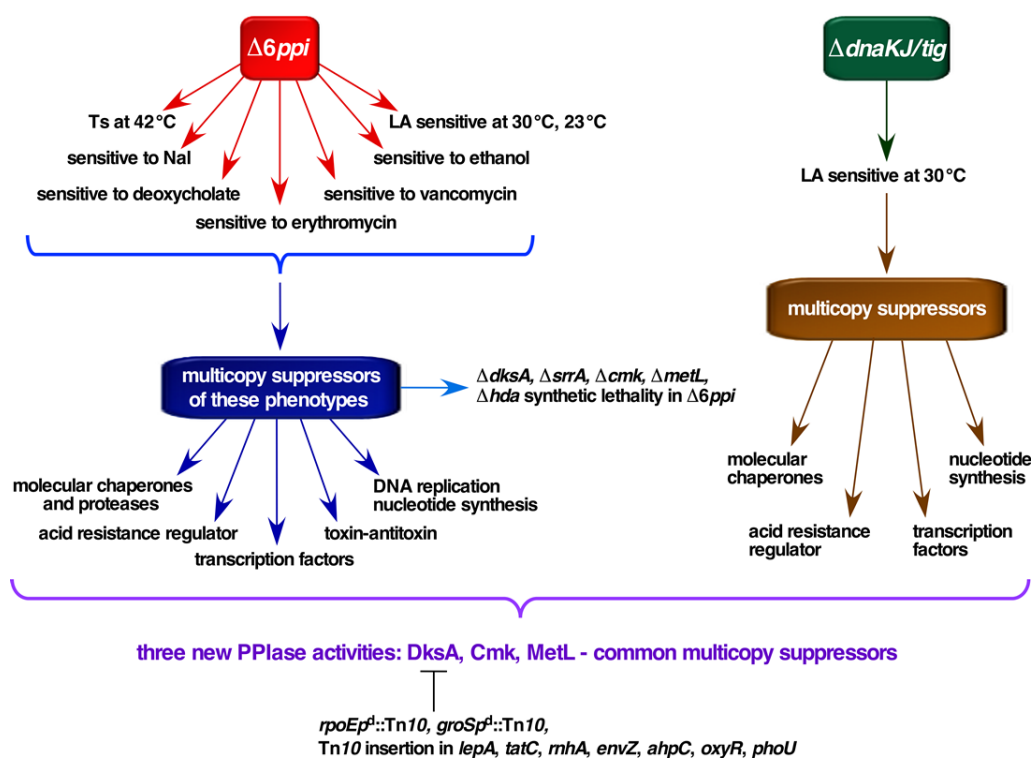 Δ6ppi
ΔdnaKJ/tig
Ts at 42°C
LA sensitive at 30°C, 23°C
sensitive to Nal
sensitive to ethanol
sensitive to deoxycholate
sensitive to vancomycin
sensitive to erythromycin
LA sensitive at 30°C
multicopy suppressors
of these phenotypes
ΔdksA, ΔsrrA, Δcmk, ΔmetL,
Δhda synthetic lethality in Δ6ppi
multicopy suppressors
molecular chaperones
and proteases
DNA replication
nucleotide synthesis
acid resistance regulator
toxin-antitoxin
transcription factors
molecular
chaperones
nucleotide
synthesis
acid resistance
regulator
transcription
factors
three new PPIase activities: DksA, Cmk, MetL - common multicopy suppressors
rpoEpᵈ::Tn10, groSpᵈ::Tn10,
Tn10 insertion in lepA, tatC, rnhA, envZ, ahpC, oxyR, phoU